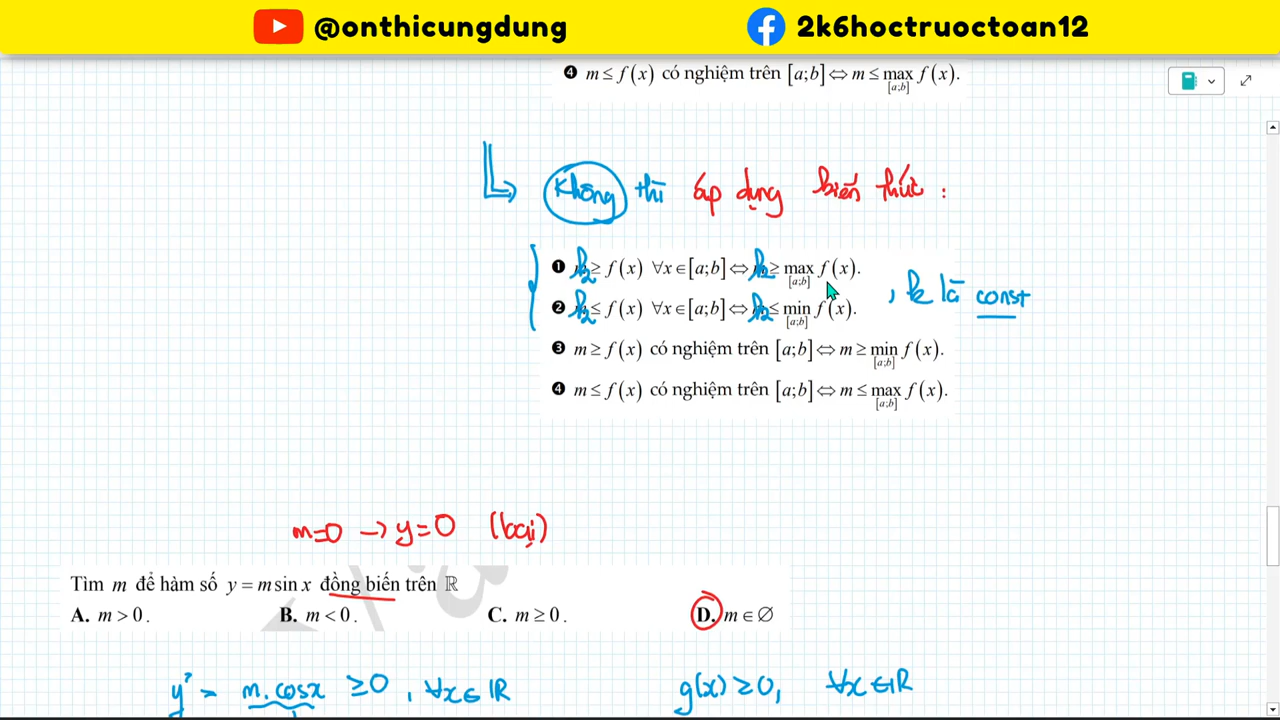 @onthicungdung 2k6hoctruoctoan12
❹ m ≤ f(x) có nghiệm trên [a;b] ⇔ m ≤ max f(x).
[a;b]
Không thì áp dụng kiến thức :
❶ k ≥ f(x) ∀x∈[a;b] ⇔ k ≥ max f(x).
[a;b]
, k là const
❷ k ≤ f(x) ∀x∈[a;b] ⇔ k ≤ min f(x).
[a;b]
❸ m ≥ f(x) có nghiệm trên [a;b] ⇔ m ≥ min f(x).
[a;b]
❹ m ≤ f(x) có nghiệm trên [a;b] ⇔ m ≤ max f(x).
[a;b]
m=0 → y=0 (loại)
Tìm m để hàm số y = m sin x đồng biến trên ℝ
A. m > 0. B. m < 0. C. m ≥ 0. D. m ∈ ∅
y' = m.cosx ≥0, ∀x∈ℝ g(x) ≥ 0, ∀x∈ℝ